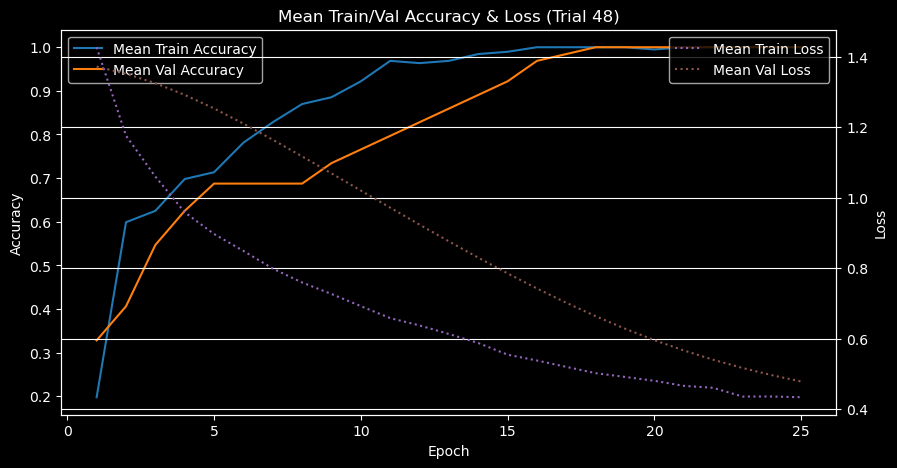 Mean Train/Val Accuracy & Loss (Trial 48)
Mean Train Accuracy
Mean Val Accuracy
Mean Train Loss
Mean Val Loss
1.0
0.9
0.8
0.7
0.6
0.5
0.4
0.3
0.2
Accuracy
1.4
1.2
1.0
0.8
0.6
0.4
Loss
0
5
10
15
20
25
Epoch